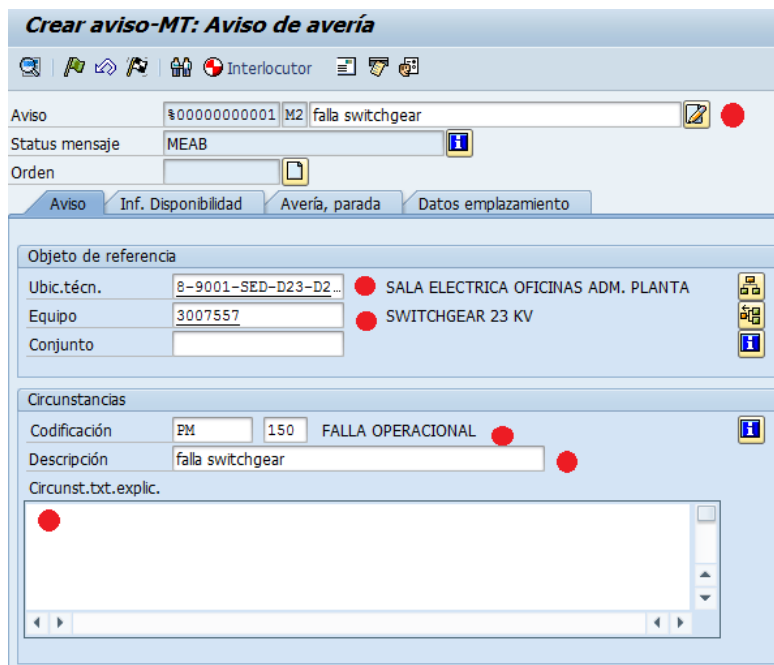 Crear aviso-MT: Aviso de avería
Interlocutor
Aviso %00000000001 M2 falla switchgear
Status mensaje MEAB
Orden
Aviso Inf. Disponibilidad Avería, parada Datos emplazamiento
Objeto de referencia
Ubic.técn. 8-9001-SED-D23-D2… SALA ELECTRICA OFICINAS ADM. PLANTA
Equipo 3007557 SWITCHGEAR 23 KV
Conjunto
Circunstancias
Codificación PM 150 FALLA OPERACIONAL
Descripción falla switchgear
Circunst.txt.explic.